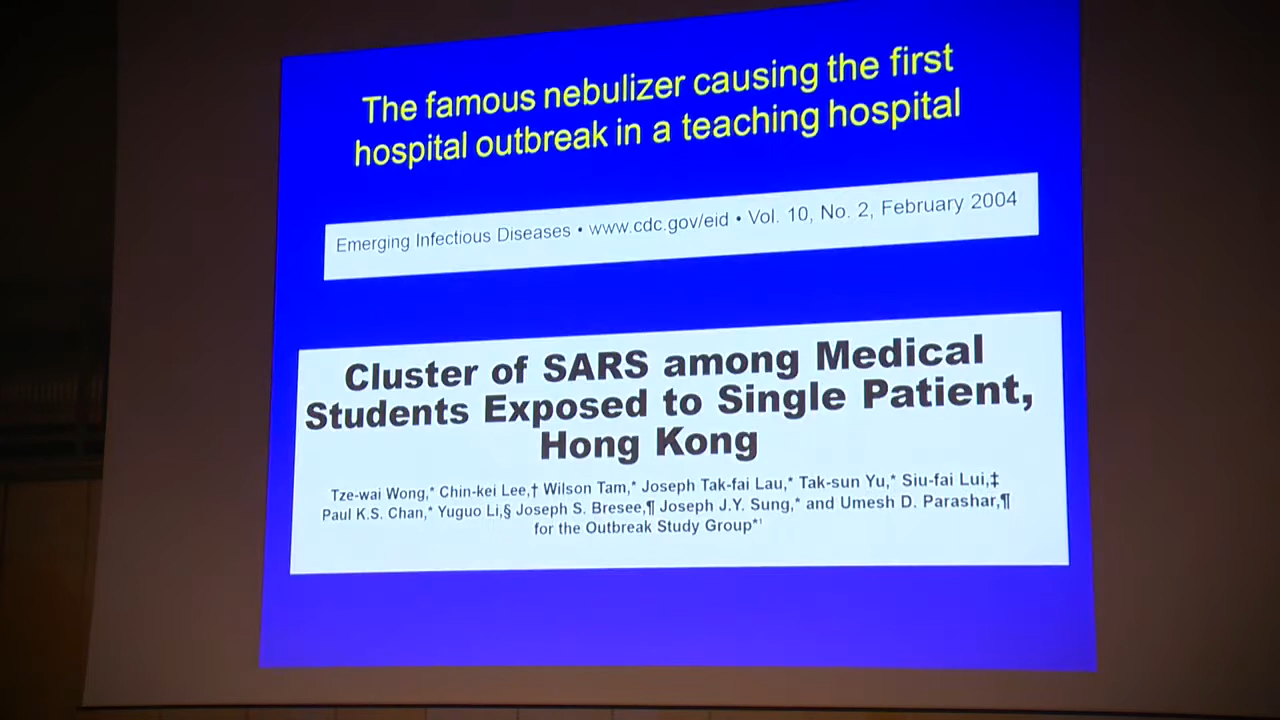 The famous nebulizer causing the first
hospital outbreak in a teaching hospital
Emerging Infectious Diseases • www.cdc.gov/eid • Vol. 10, No. 2, February 2004
Cluster of SARS among Medical
Students Exposed to Single Patient,
Hong Kong
Tze-wai Wong,* Chin-kei Lee,† Wilson Tam,* Joseph Tak-fai Lau,* Tak-sun Yu,* Siu-fai Lui,‡
Paul K.S. Chan,* Yuguo Li,§ Joseph S. Bresee,¶ Joseph J.Y. Sung,* and Umesh D. Parashar,¶
for the Outbreak Study Group*¹